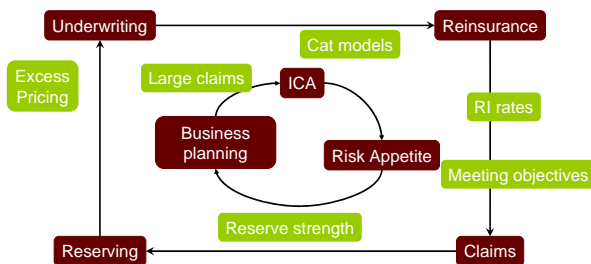 Underwriting
Reinsurance
Cat models
Excess
Pricing
Large claims
ICA
RI rates
Business
planning
Risk Appetite
Meeting objectives
Reserve strength
Reserving
Claims